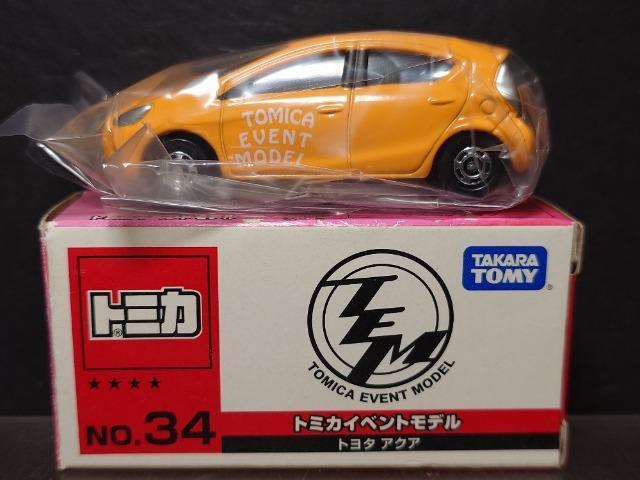 TOMICA
EVENT
MODEL
トミカ®
TAKARA
TOMY®
TEM
TOMICA EVENT MODEL
NO.34
トミカイベントモデル
トヨタ アクア